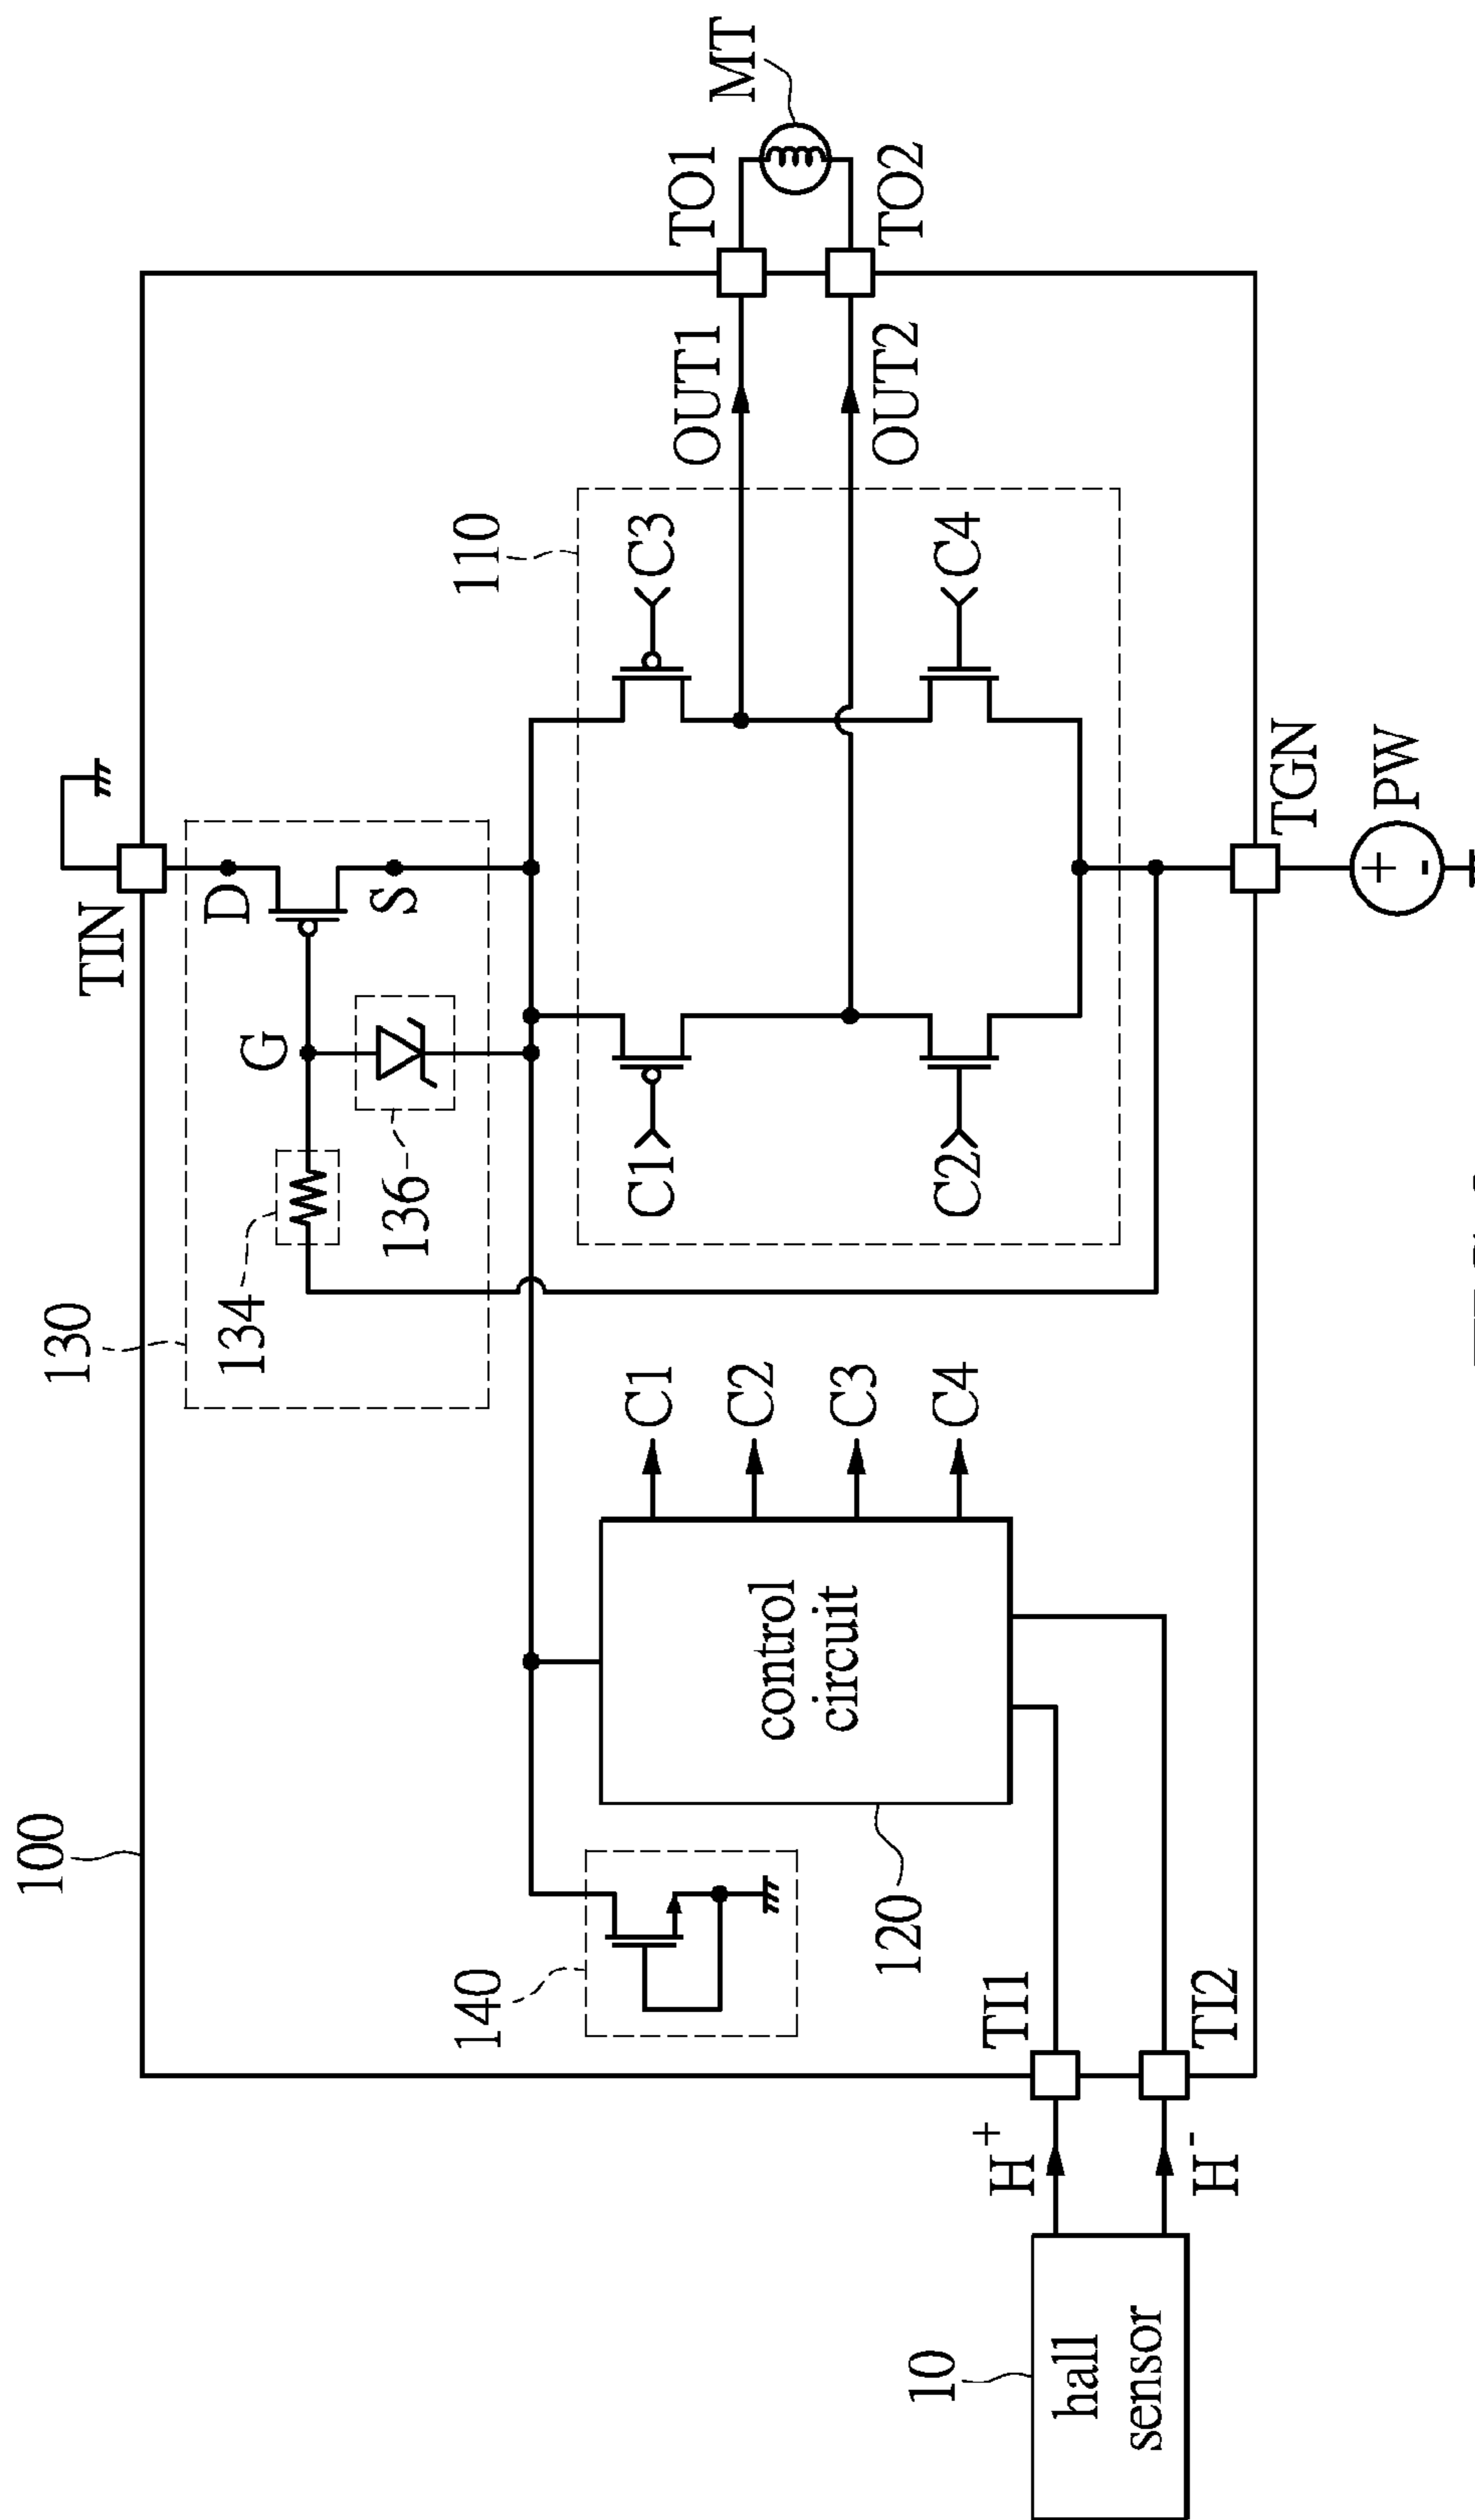 100
130
TIN
D
S
G
134
136
110
C1
C3
C2
C4
OUT1
OUT2
TO1
TO2
MT
140
control
circuit
120
C1
C2
C3
C4
10
hall
sensor
H+
H-
TI1
TI2
TGN
+
-
PW